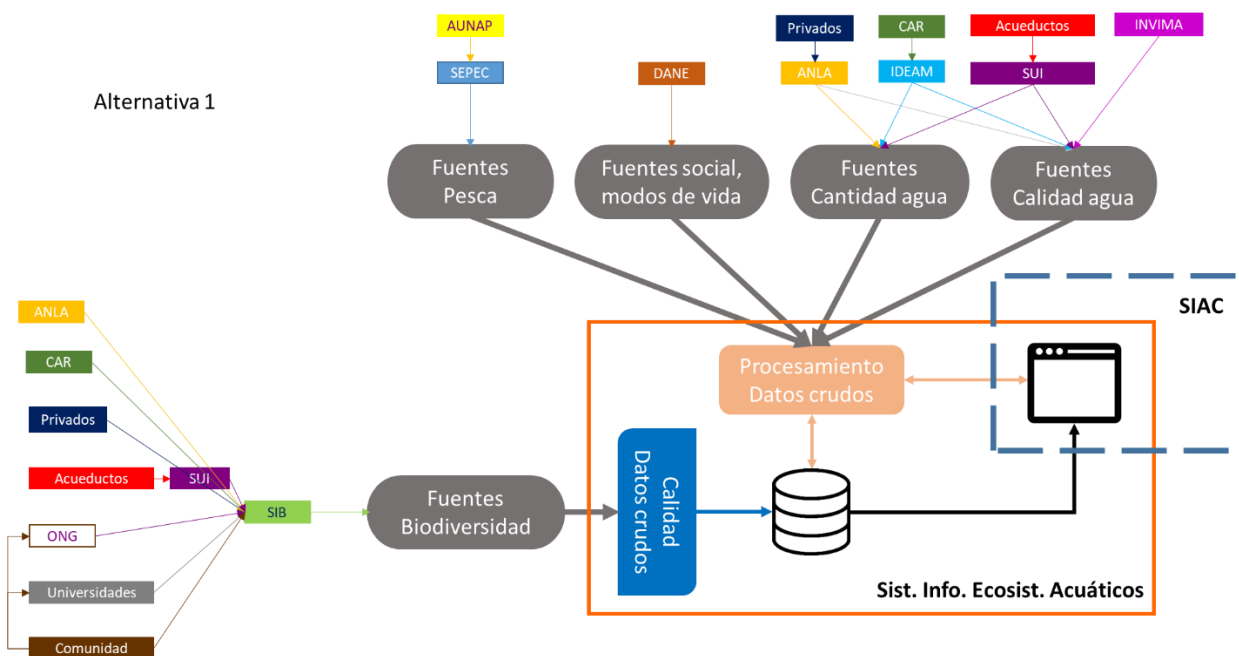 AUNAP
Privados
CAR
Acueductos
INVIMA
SEPEC
DANE
ANLA
IDEAM
SUI
Alternativa 1
Fuentes
Pesca
Fuentes social,
modos de vida
Fuentes
Cantidad agua
Fuentes
Calidad agua
SIAC
ANLA
CAR
Privados
Acueductos
SUI
ONG
Universidades
Comunidad
SIB
Fuentes
Biodiversidad
Calidad
Datos crudos
Procesamiento
Datos crudos
Sist. Info. Ecosist. Acuáticos